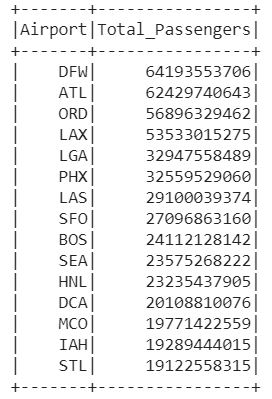 +-------+----------------+
|Airport|Total_Passengers|
+-------+----------------+
|    DFW|     64193553706|
|    ATL|     62429740643|
|    ORD|     56896329462|
|    LAX|     53533015275|
|    LGA|     32947558489|
|    PHX|     32559529060|
|    LAS|     29100039374|
|    SFO|     27096863160|
|    BOS|     24112128142|
|    SEA|     23575268222|
|    HNL|     23235437905|
|    DCA|     20108810076|
|    MCO|     19771422559|
|    IAH|     19289444015|
|    STL|     19122558315|
+-------+----------------+